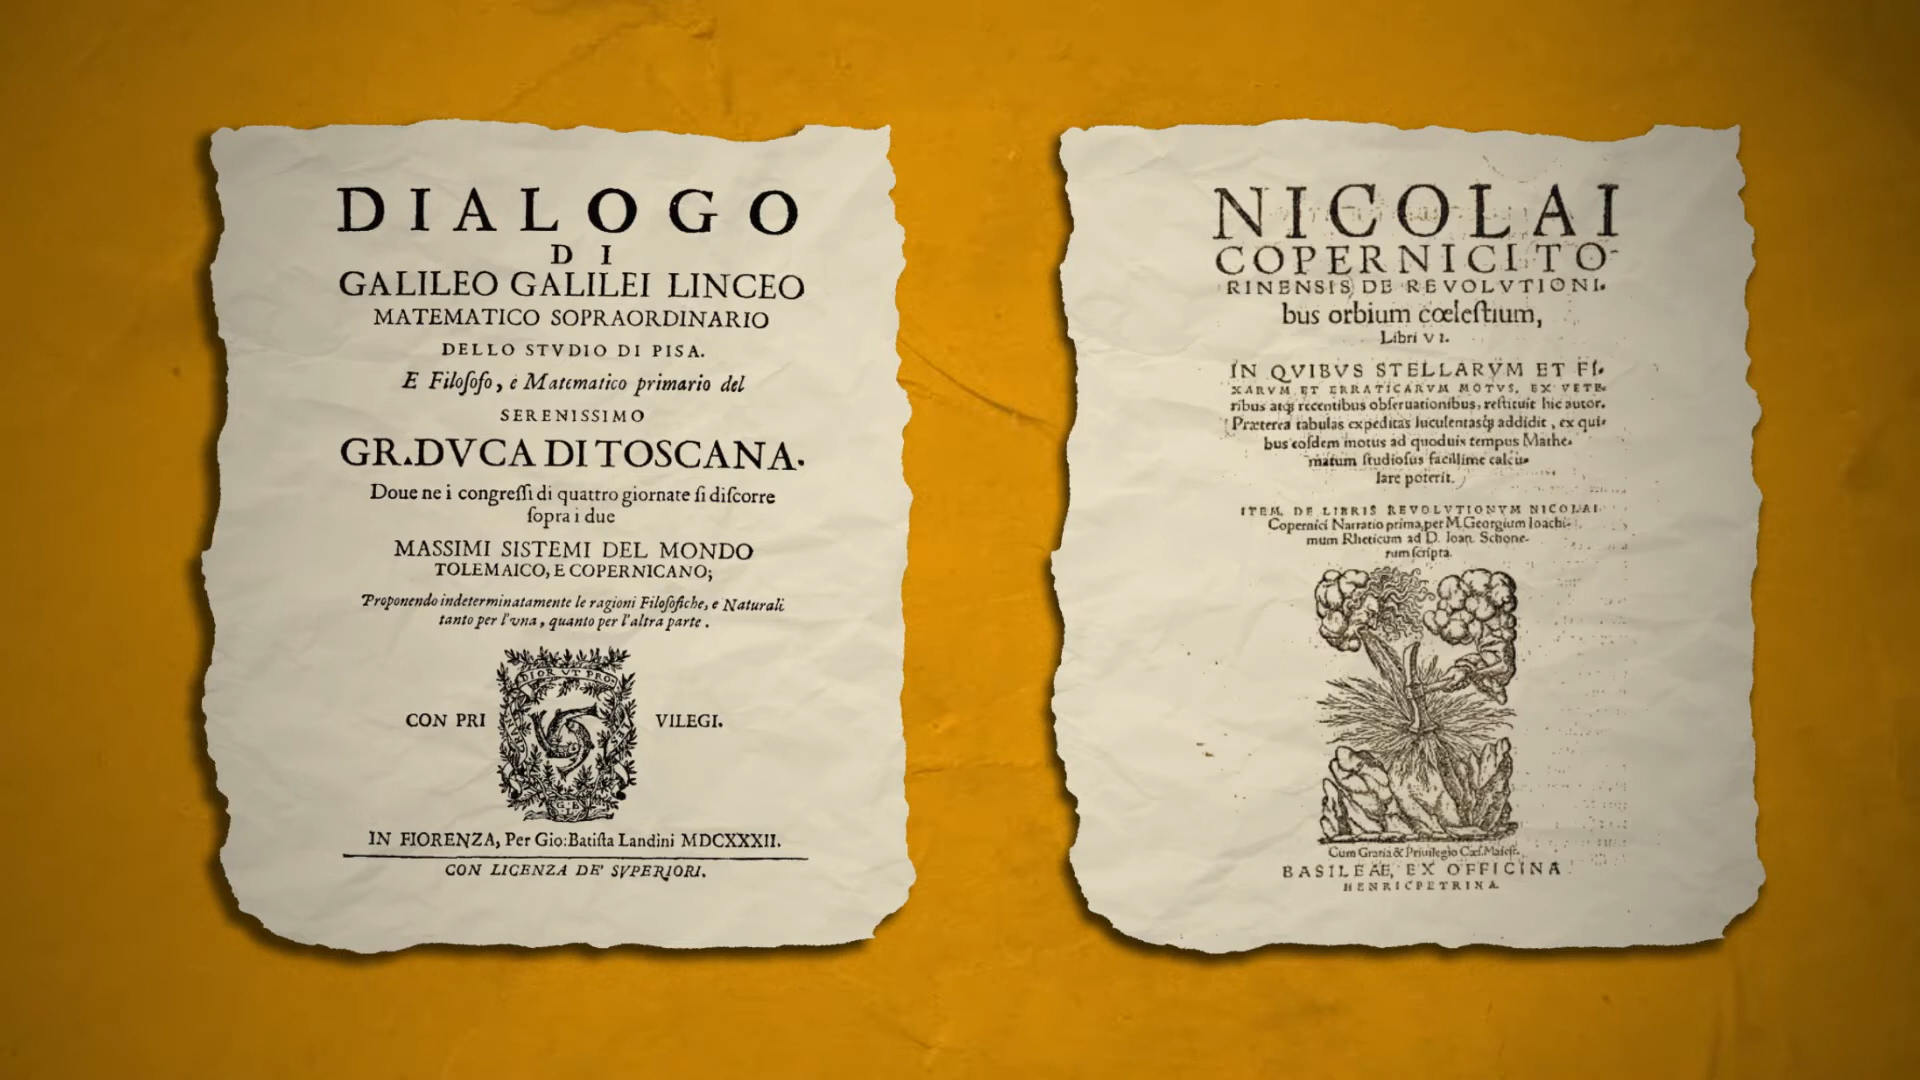 DIALOGO
DI
GALILEO GALILEI LINCEO
MATEMATICO SOPRAORDINARIO
DELLO STVDIO DI PISA.
E Filoſofo, e Matematico primario del
SERENISSIMO
GR.DVCA DI TOSCANA.
Doue ne i congreſſi di quattro giornate ſi diſcorre
ſopra i due
MASSIMI SISTEMI DEL MONDO
TOLEMAICO, E COPERNICANO;
Proponendo indeterminatamente le ragioni Filoſofiche, e Naturali
tanto per l'vna, quanto per l'altra parte.
DIOR VT PRO
CON PRI VILEGI.
G.B
IN FIORENZA, Per Gio:Batiſta Landini MDCXXXII.
CON LICENZA DE' SVPERIORI.
NICOLAI
COPERNICI TO-
RINENSIS DE REVOLVTIONI-
bus orbium cœleſtium,
Libri VI.
IN QVIBVS STELLARVM ET FI-
XARVM ET ERRATICARVM MOTVS, EX VETE-
ribus atq; recentibus obſeruationibus, reſtituit hic autor.
Præterea tabulas expeditas luculentasq; addidit, ex qui-
bus eoſdem motus ad quoduis tempus Mathe-
matum ſtudioſus facillime calcu-
lare poterit.
ITEM, DE LIBRIS REVOLVTIONVM NICOLAI
Copernici Narratio prima, per M. Georgium Ioachi-
mum Rheticum ad D. Ioan. Schone-
rum ſcripta.
Cum Gratia & Priuilegio Cæſ. Maieſt.
BASILEAE, EX OFFICINA
HENRICPETRINA.